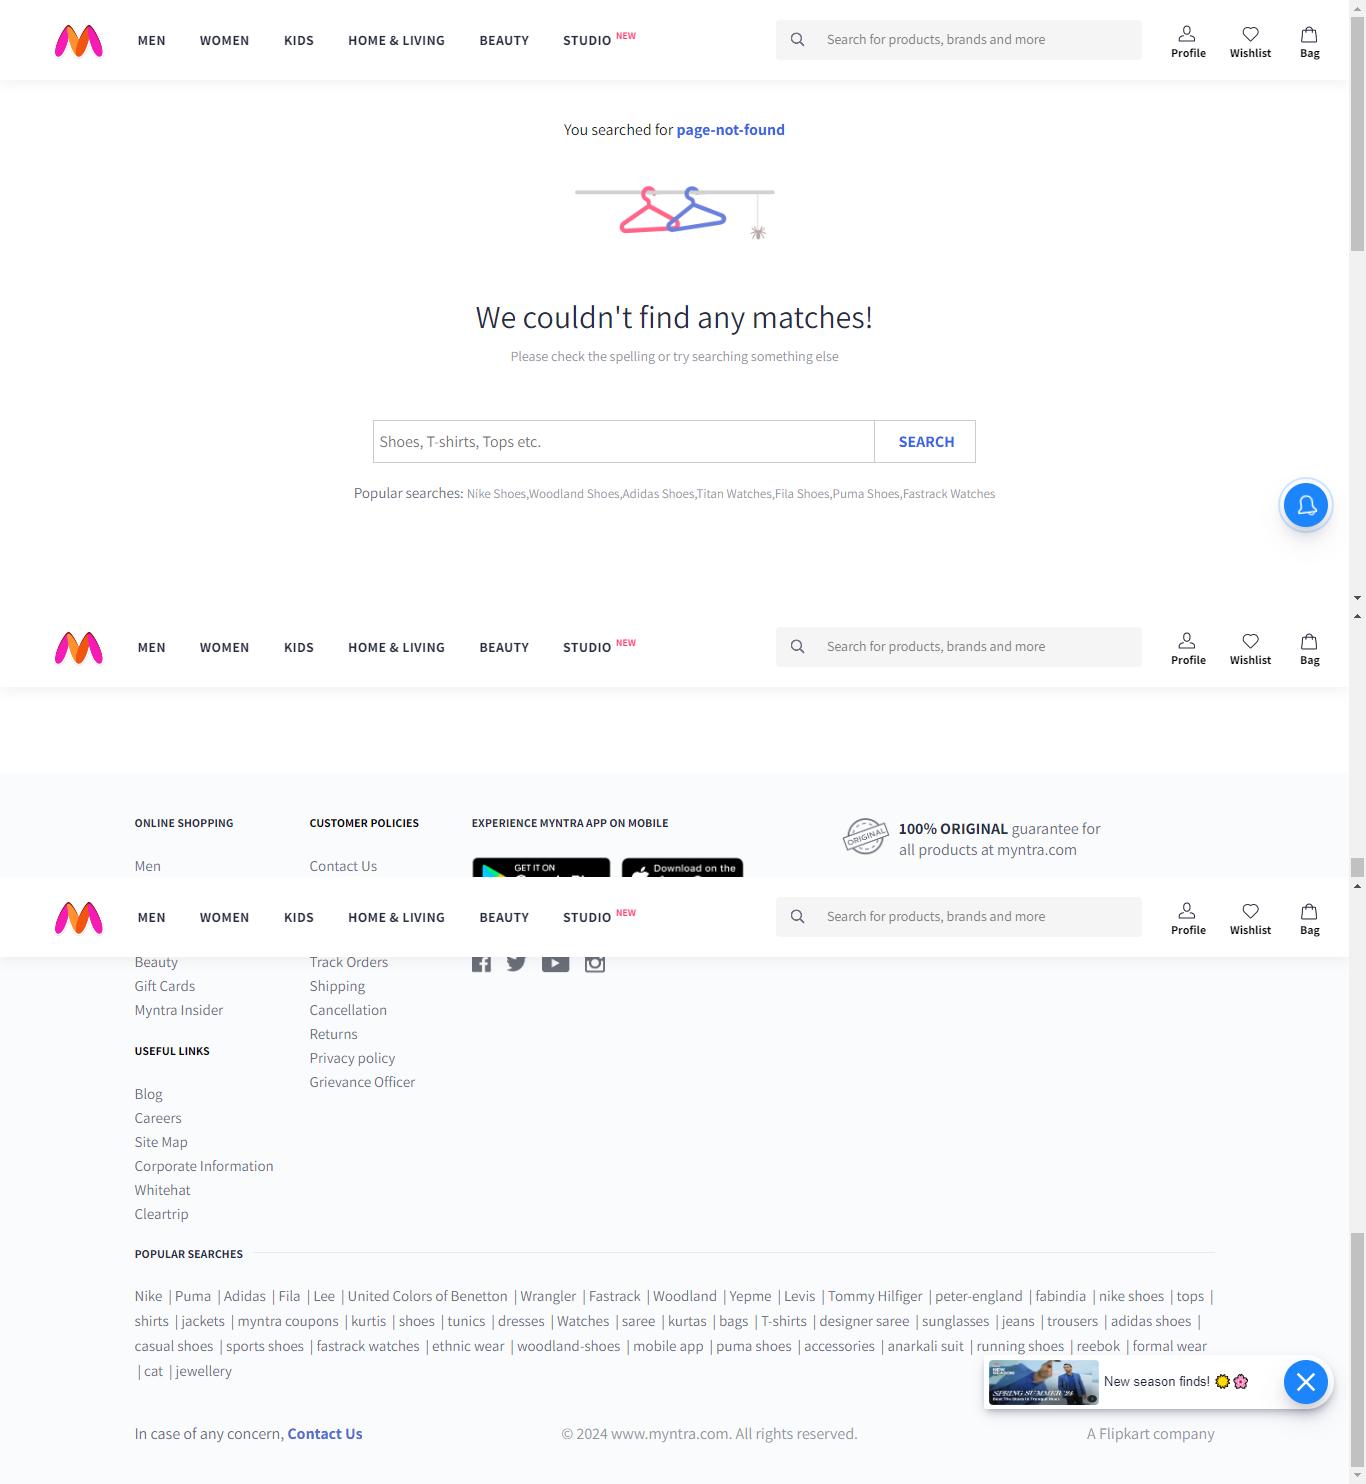 MEN WOMEN KIDS HOME & LIVING BEAUTY STUDIO NEW Search for products, brands and more Profile Wishlist Bag
You searched for page-not-found
We couldn't find any matches!
Please check the spelling or try searching something else
Shoes, T-shirts, Tops etc. SEARCH
Popular searches: Nike Shoes,Woodland Shoes,Adidas Shoes,Titan Watches,Fila Shoes,Puma Shoes,Fastrack Watches
MEN WOMEN KIDS HOME & LIVING BEAUTY STUDIO NEW Search for products, brands and more Profile Wishlist Bag
ONLINE SHOPPING
Men
CUSTOMER POLICIES
Contact Us
EXPERIENCE MYNTRA APP ON MOBILE
GET IT ON
Download on the
ORIGINAL
100% ORIGINAL guarantee for
all products at myntra.com
MEN WOMEN KIDS HOME & LIVING BEAUTY STUDIO NEW Search for products, brands and more Profile Wishlist Bag
Beauty
Gift Cards
Myntra Insider
USEFUL LINKS
Blog
Careers
Site Map
Corporate Information
Whitehat
Cleartrip
Track Orders
Shipping
Cancellation
Returns
Privacy policy
Grievance Officer
POPULAR SEARCHES
Nike | Puma | Adidas | Fila | Lee | United Colors of Benetton | Wrangler | Fastrack | Woodland | Yepme | Levis | Tommy Hilfiger | peter-england | fabindia | nike shoes | tops |
shirts | jackets | myntra coupons | kurtis | shoes | tunics | dresses | Watches | saree | kurtas | bags | T-shirts | designer saree | sunglasses | jeans | trousers | adidas shoes |
casual shoes | sports shoes | fastrack watches | ethnic wear | woodland-shoes | mobile app | puma shoes | accessories | anarkali suit | running shoes | reebok | formal wear
| cat | jewellery
SPRING SUMMER '24
New season finds!
In case of any concern, Contact Us
© 2024 www.myntra.com. All rights reserved.
A Flipkart company